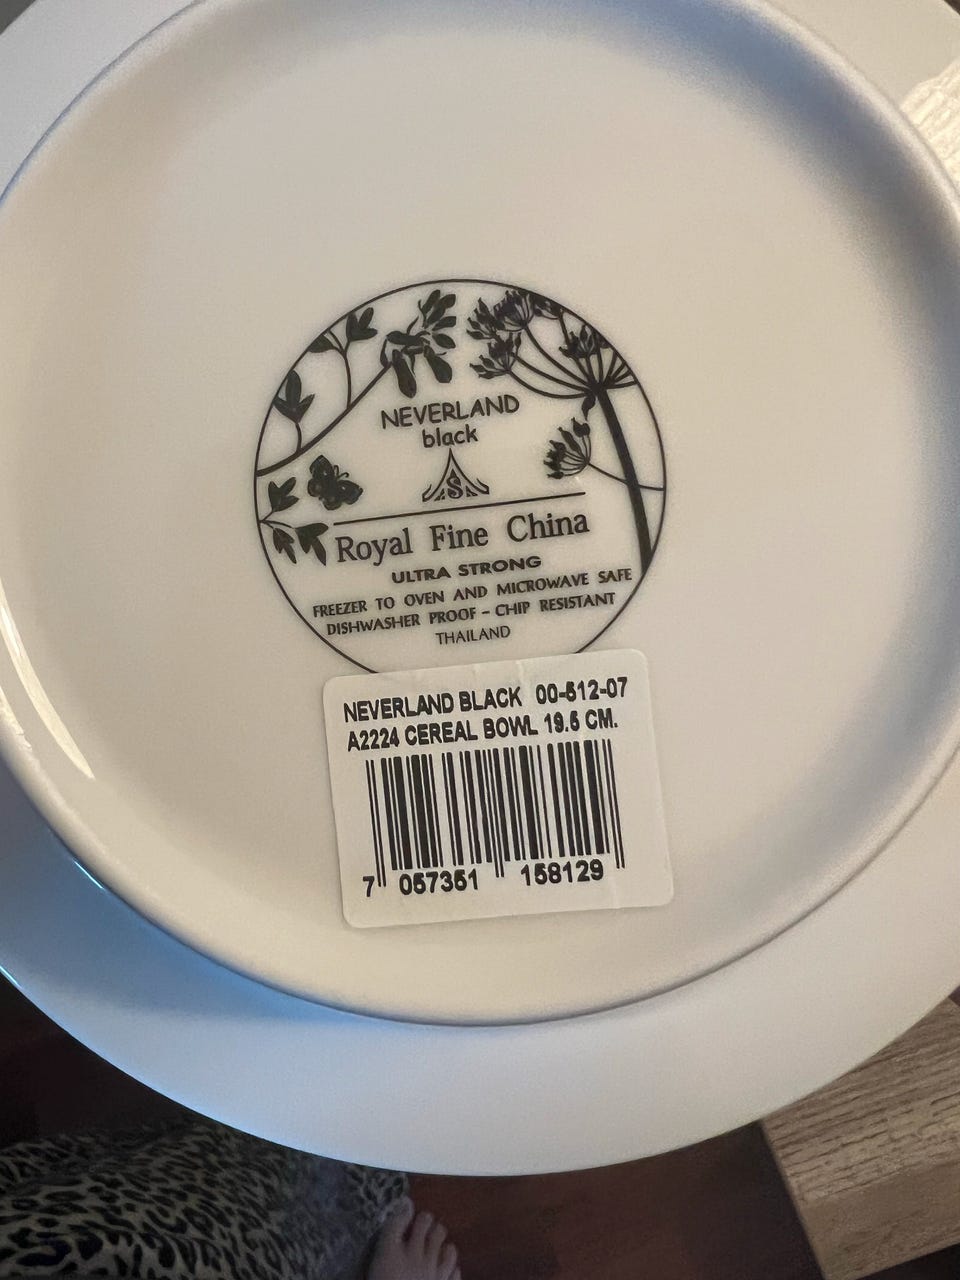 NEVERLAND
black
S
Royal Fine China
ULTRA STRONG
FREEZER TO OVEN AND MICROWAVE SAFE
DISHWASHER PROOF – CHIP RESISTANT
THAILAND
NEVERLAND BLACK 00-512-07
A2224 CEREAL BOWL 19.5 CM.
7 057351 158129